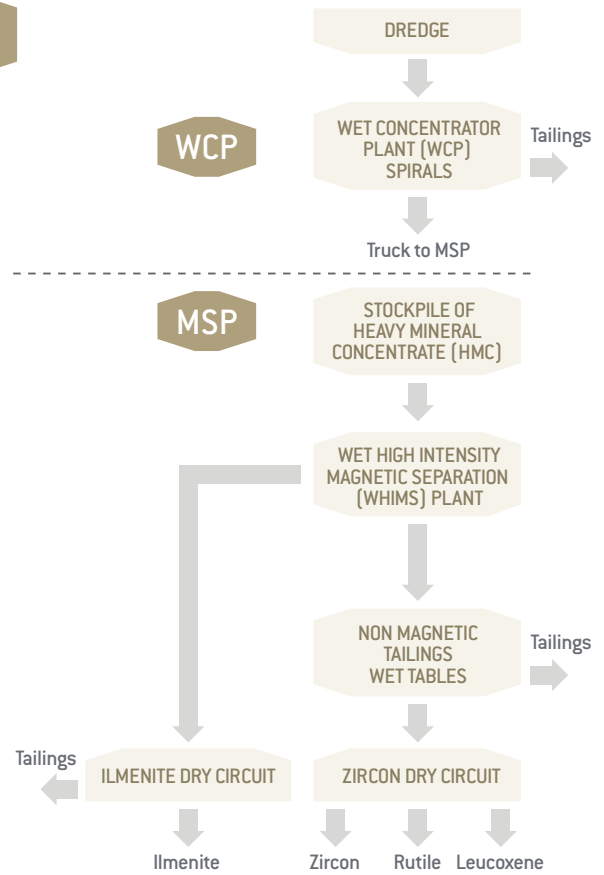 DREDGE
WCP
WET CONCENTRATOR
PLANT (WCP)
SPIRALS
Tailings
Truck to MSP
MSP
STOCKPILE OF
HEAVY MINERAL
CONCENTRATE (HMC)
WET HIGH INTENSITY
MAGNETIC SEPARATION
(WHIMS) PLANT
NON MAGNETIC
TAILINGS
WET TABLES
Tailings
Tailings
ILMENITE DRY CIRCUIT
ZIRCON DRY CIRCUIT
Ilmenite
Zircon
Rutile
Leucoxene